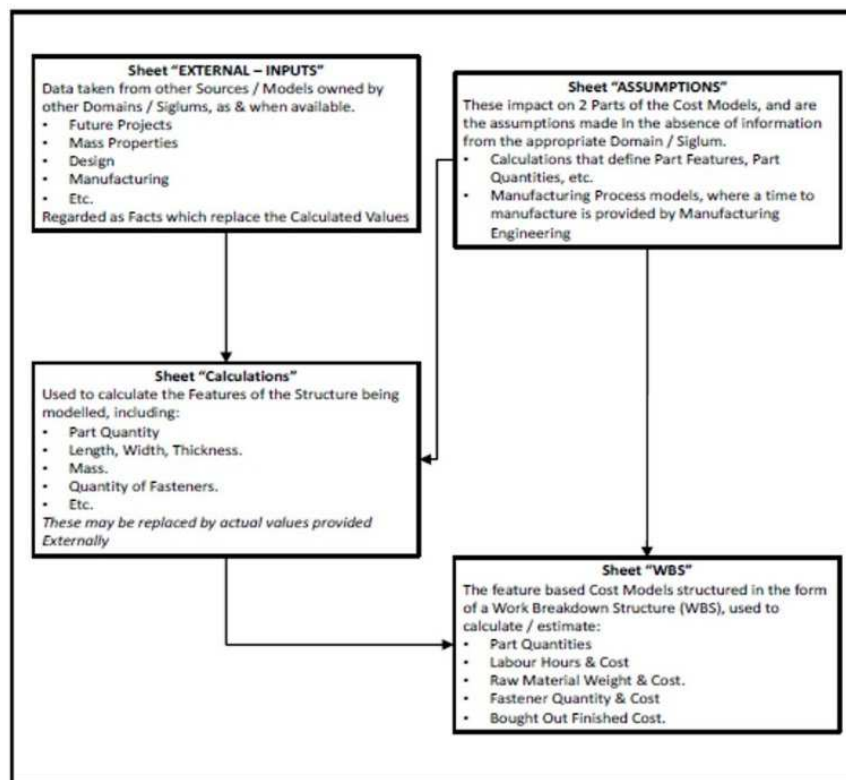 Sheet "EXTERNAL – INPUTS"
Data taken from other Sources / Models owned by
other Domains / Siglums, as & when available.
• Future Projects
• Mass Properties
• Design
• Manufacturing
• Etc.
Regarded as Facts which replace the Calculated Values
Sheet "ASSUMPTIONS"
These impact on 2 Parts of the Cost Models, and are
the assumptions made In the absence of information
from the appropriate Domain / Siglum.
• Calculations that define Part Features, Part
Quantities, etc.
• Manufacturing Process models, where a time to
manufacture is provided by Manufacturing
Engineering
Sheet "Calculations"
Used to calculate the Features of the Structure being
modelled, including:
• Part Quantity
• Length, Width, Thickness.
• Mass.
• Quantity of Fasteners.
• Etc.
These may be replaced by actual values provided
Externally
Sheet "WBS"
The feature based Cost Models structured in the form
of a Work Breakdown Structure (WBS), used to
calculate / estimate:
• Part Quantities
• Labour Hours & Cost
• Raw Material Weight & Cost.
• Fastener Quantity & Cost
• Bought Out Finished Cost.